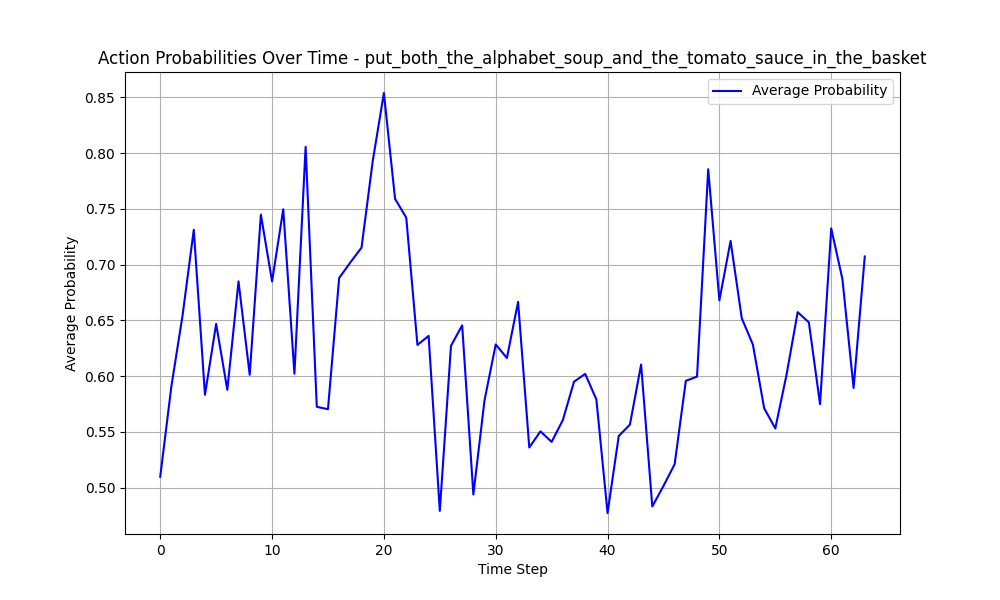 Action Probabilities Over Time - put_both_the_alphabet_soup_and_the_tomato_sauce_in_the_basket
Average Probability
0.85
0.80
0.75
0.70
0.65
0.60
0.55
0.50
Average Probability
0 10 20 30 40 50 60
Time Step